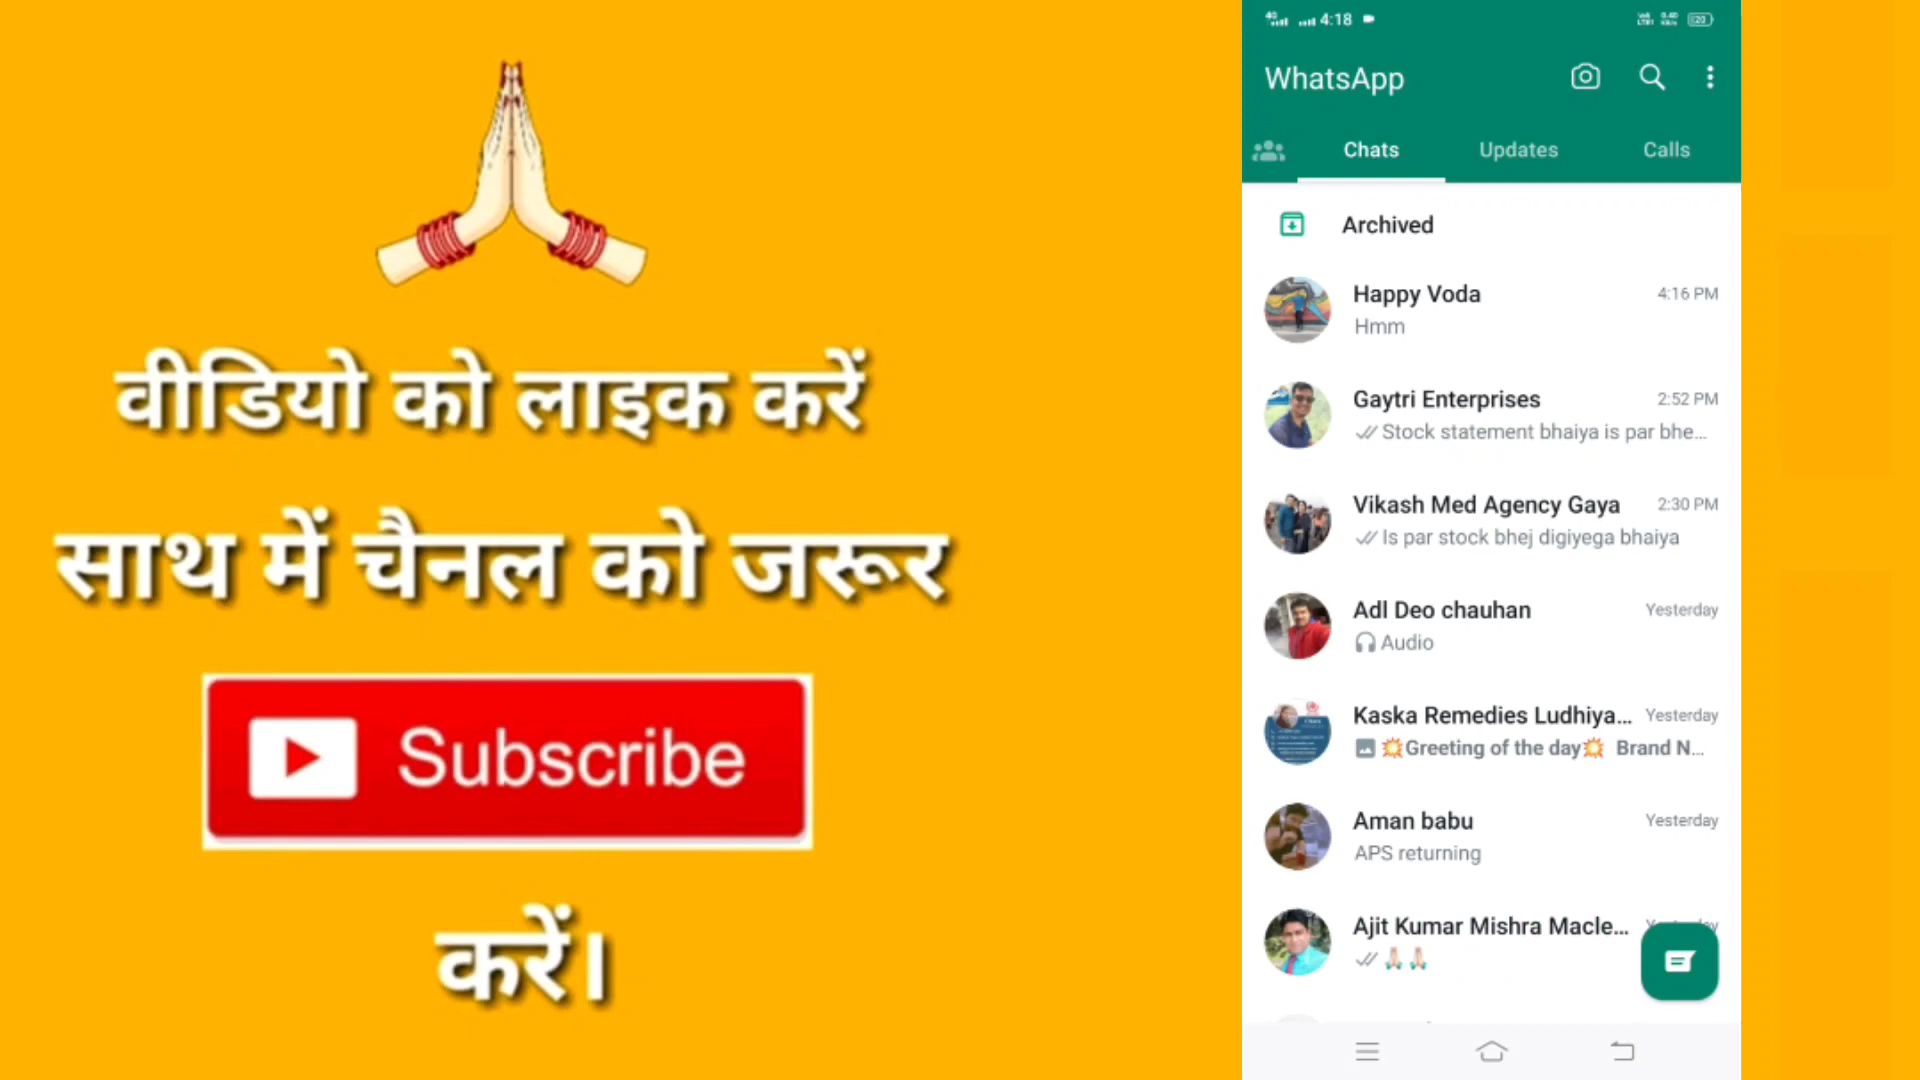 वीडियो को लाइक करें
साथ में चैनल को जरूर
Subscribe
करें।
4G 4:18 20
WhatsApp
Chats Updates Calls
Archived
Happy Voda 4:16 PM
Hmm
Gaytri Enterprises 2:52 PM
Stock statement bhaiya is par bhe...
Vikash Med Agency Gaya 2:30 PM
Is par stock bhej digiyega bhaiya
Adl Deo chauhan Yesterday
Audio
Kaska Remedies Ludhiya... Yesterday
💥Greeting of the day💥 Brand N...
Aman babu Yesterday
APS returning
Ajit Kumar Mishra Macle...
🙏🏻🙏🏻